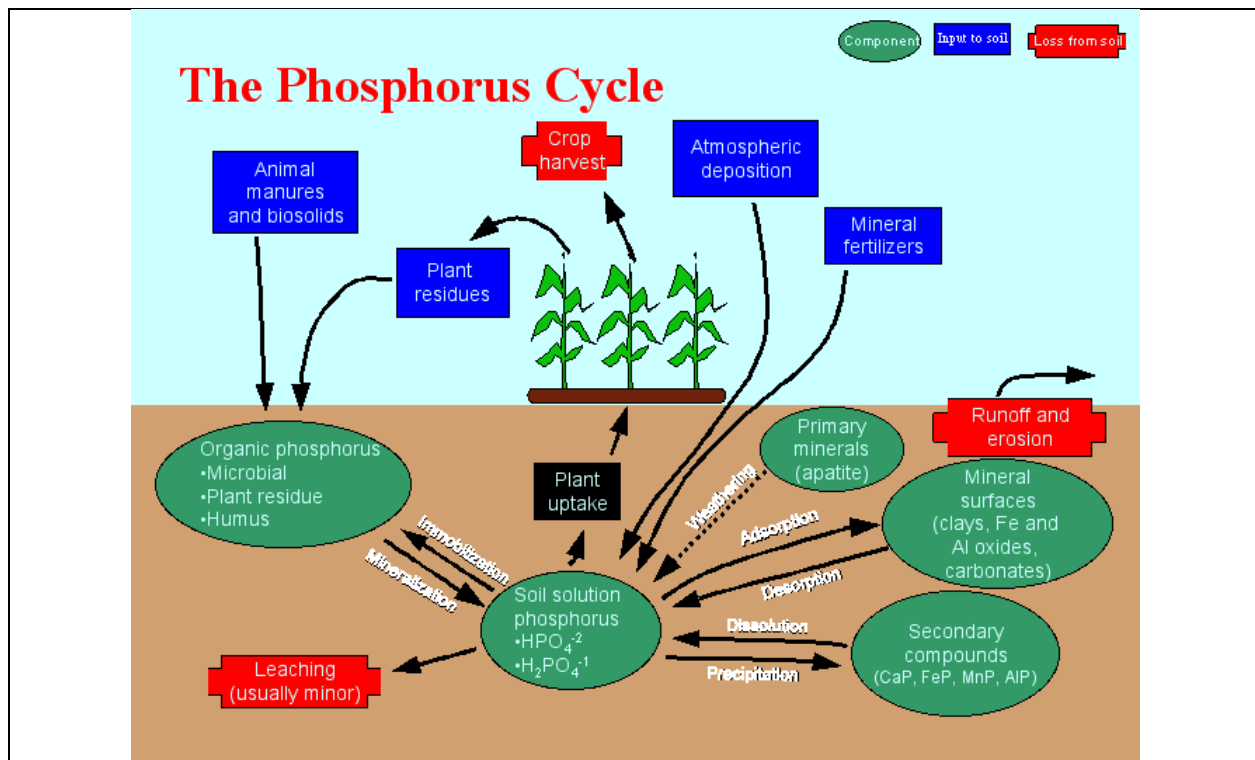 Component
Input to soil
Loss from soil
The Phosphorus Cycle
Crop
harvest
Atmospheric
deposition
Animal
manures
and biosolids
Mineral
fertilizers
Plant
residues
Runoff and
erosion
Primary
minerals
(apatite)
Organic phosphorus
•Microbial
•Plant residue
•Humus
Plant
uptake
Weathering
Mineral
surfaces
(clays, Fe and
Al oxides,
carbonates)
Adsorption
Desorption
Immobilization
Mineralization
Soil solution
phosphorus
•HPO₄⁻²
•H₂PO₄⁻¹
Dissolution
Precipitation
Secondary
compounds
(CaP, FeP, MnP, AlP)
Leaching
(usually minor)